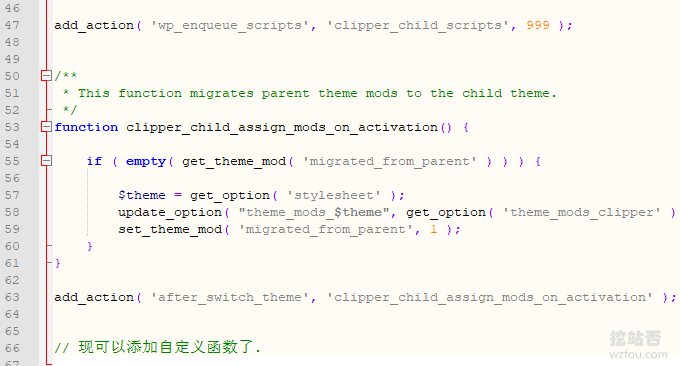 46
47 add_action( 'wp_enqueue_scripts', 'clipper_child_scripts', 999 );
48
49
50 /**
51 * This function migrates parent theme mods to the child theme.
52 */
53 function clipper_child_assign_mods_on_activation() {
54
55 if ( empty( get_theme_mod( 'migrated_from_parent' ) ) ) {
56
57 $theme = get_option( 'stylesheet' );
58 update_option( "theme_mods_$theme", get_option( 'theme_mods_clipper' )
59 set_theme_mod( 'migrated_from_parent', 1 );
60 }
61 }
62
63 add_action( 'after_switch_theme', 'clipper_child_assign_mods_on_activation' );
64
65
66 // 现可以添加自定义函数了.
67
挖站否
wzfou.com